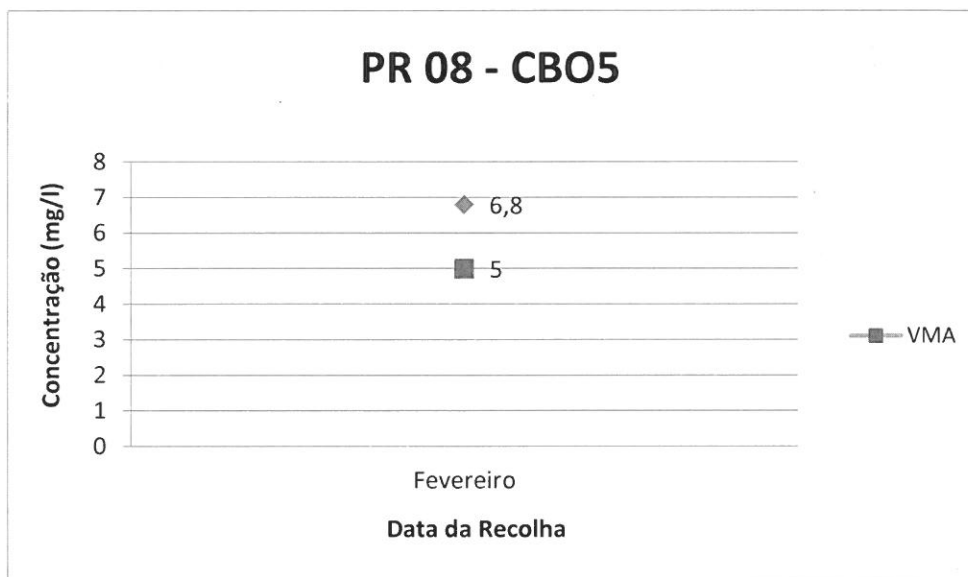 PR 08 - CBO5
Concentração (mg/l)
8
7
6
5
4
3
2
1
0
6,8
5
VMA
Fevereiro
Data da Recolha